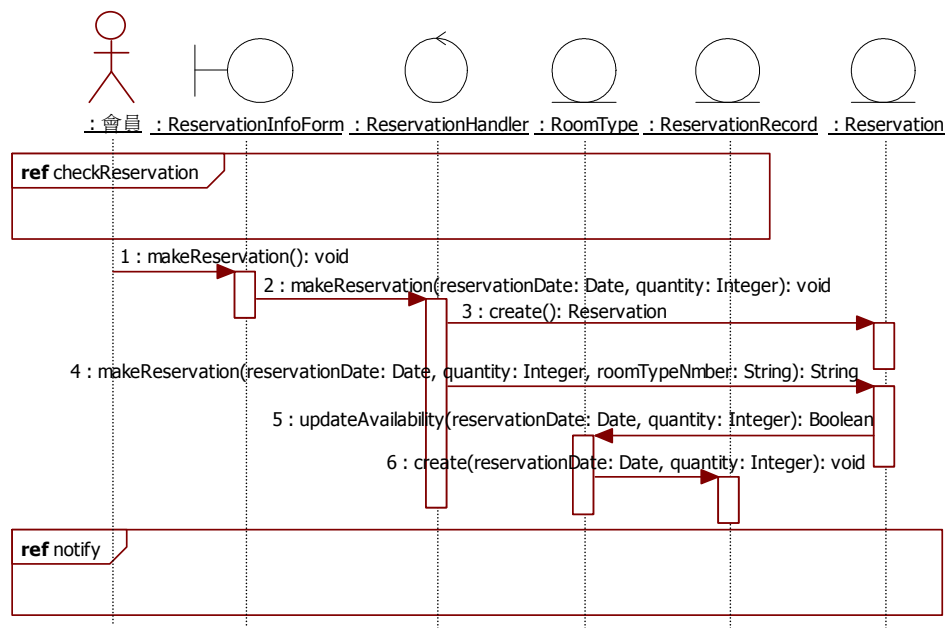 : 會員 : ReservationInfoForm : ReservationHandler : RoomType : ReservationRecord : Reservation
ref checkReservation
1 : makeReservation(): void
2 : makeReservation(reservationDate: Date, quantity: Integer): void
3 : create(): Reservation
4 : makeReservation(reservationDate: Date, quantity: Integer, roomTypeNmber: String): String
5 : updateAvailability(reservationDate: Date, quantity: Integer): Boolean
6 : create(reservationDate: Date, quantity: Integer): void
ref notify